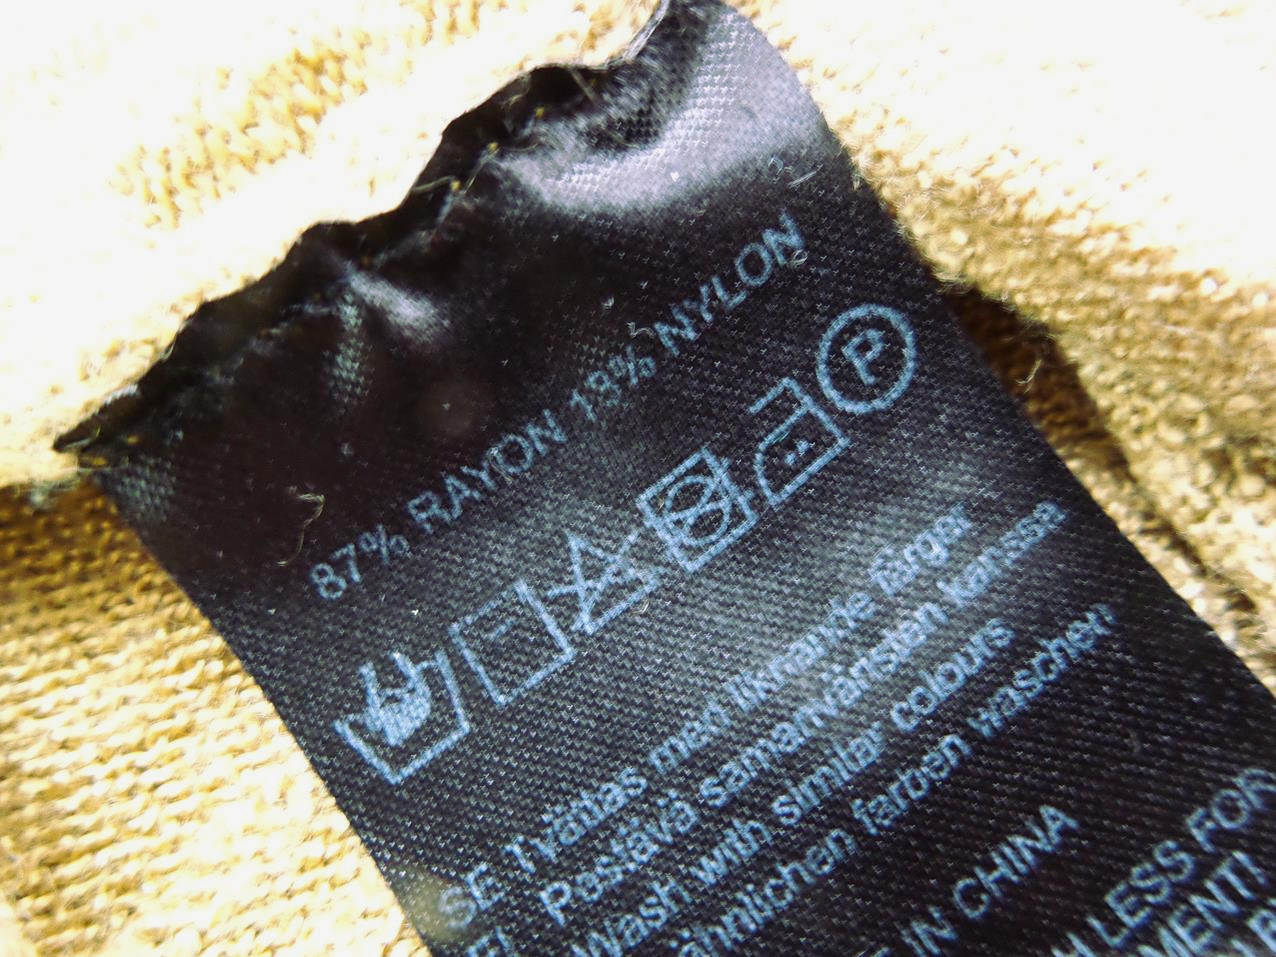 87% RAYON 13% NYLON
P
SE Tvättas med liknande färger
FI Pestävä samanväristen kanssa
Wash with similar colours
ähnlichen farben waschen
IN CHINA
LESS FOR